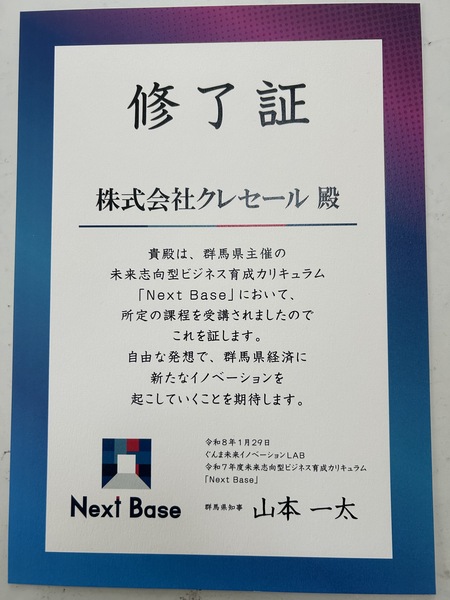 修了証
株式会社クレセール 殿
貴殿は、群馬県主催の
未来志向型ビジネス育成カリキュラム
「Next Base」において、
所定の課程を受講されましたので
これを証します。
自由な発想で、群馬県経済に
新たなイノベーションを
起こしていくことを期待します。
令和8年1月29日
ぐんま未来イノベーションLAB
令和7年度未来志向型ビジネス育成カリキュラム
「Next Base」
群馬県知事 山本 一太
Next Base